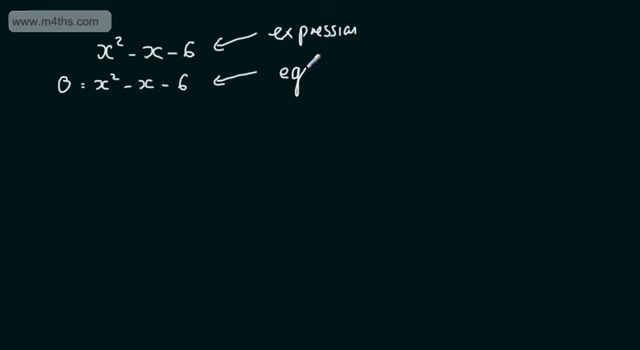 www.m4ths.com
x² - x - 6 ← expression
0 = x² - x - 6 ← eq